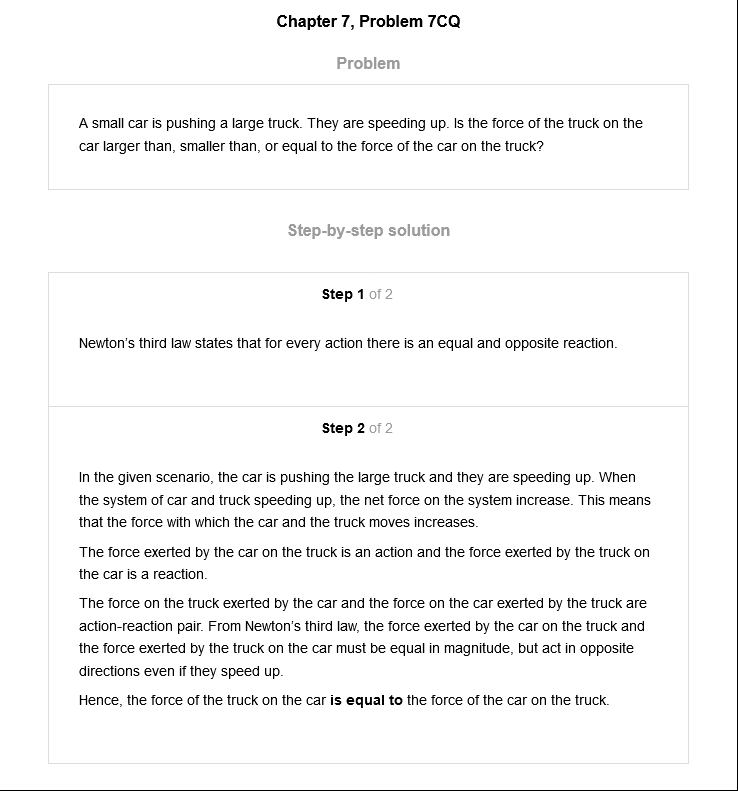 Chapter 7, Problem 7CQ
Problem
A small car is pushing a large truck. They are speeding up. Is the force of the truck on the
car larger than, smaller than, or equal to the force of the car on the truck?
Step-by-step solution
Step 1 of 2
Newton's third law states that for every action there is an equal and opposite reaction.
Step 2 of 2
In the given scenario, the car is pushing the large truck and they are speeding up. When
the system of car and truck speeding up, the net force on the system increase. This means
that the force with which the car and the truck moves increases.
The force exerted by the car on the truck is an action and the force exerted by the truck on
the car is a reaction.
The force on the truck exerted by the car and the force on the car exerted by the truck are
action-reaction pair. From Newton's third law, the force exerted by the car on the truck and
the force exerted by the truck on the car must be equal in magnitude, but act in opposite
directions even if they speed up.
Hence, the force of the truck on the car is equal to the force of the car on the truck.